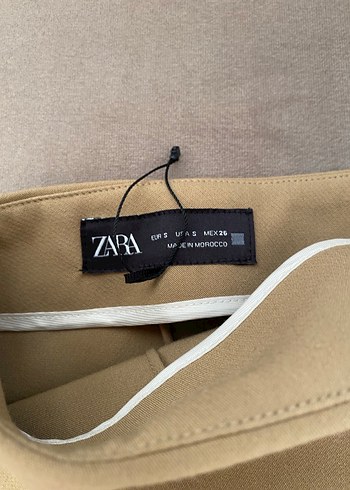 ZARA
EUR S USA S MEX 26
MADE IN MOROCCO